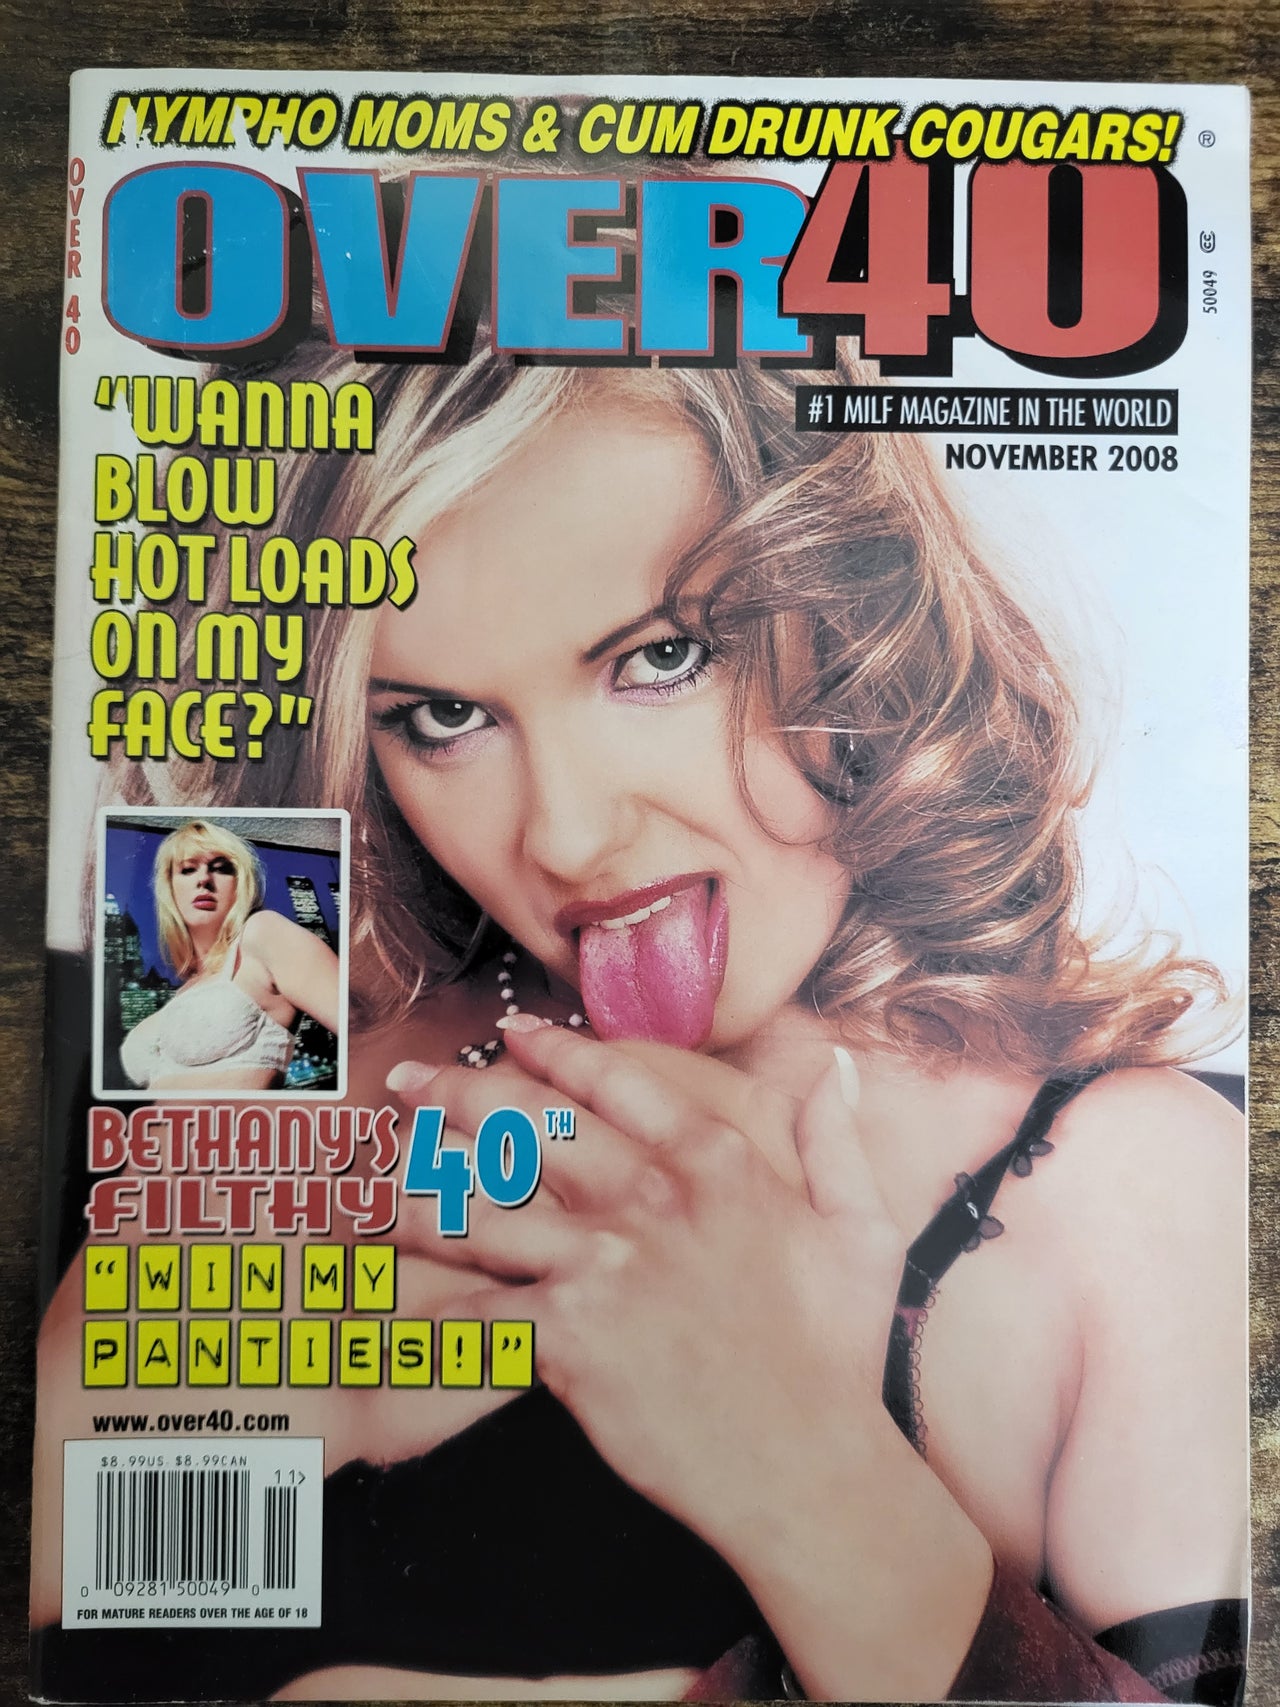 NYMPHO MOMS & CUM DRUNK COUGARS!
®
OVER 40
OVER40
50049
cc
#1 MILF MAGAZINE IN THE WORLD
NOVEMBER 2008
"WANNA
BLOW
HOT LOADS
ON MY
FACE?"
BETHANY'S
FILTHY 40TH
"WIN MY
PANTIES!"
www.over40.com
$8.99US $8.99CAN
11>
0 09281 50049 0
FOR MATURE READERS OVER THE AGE OF 18